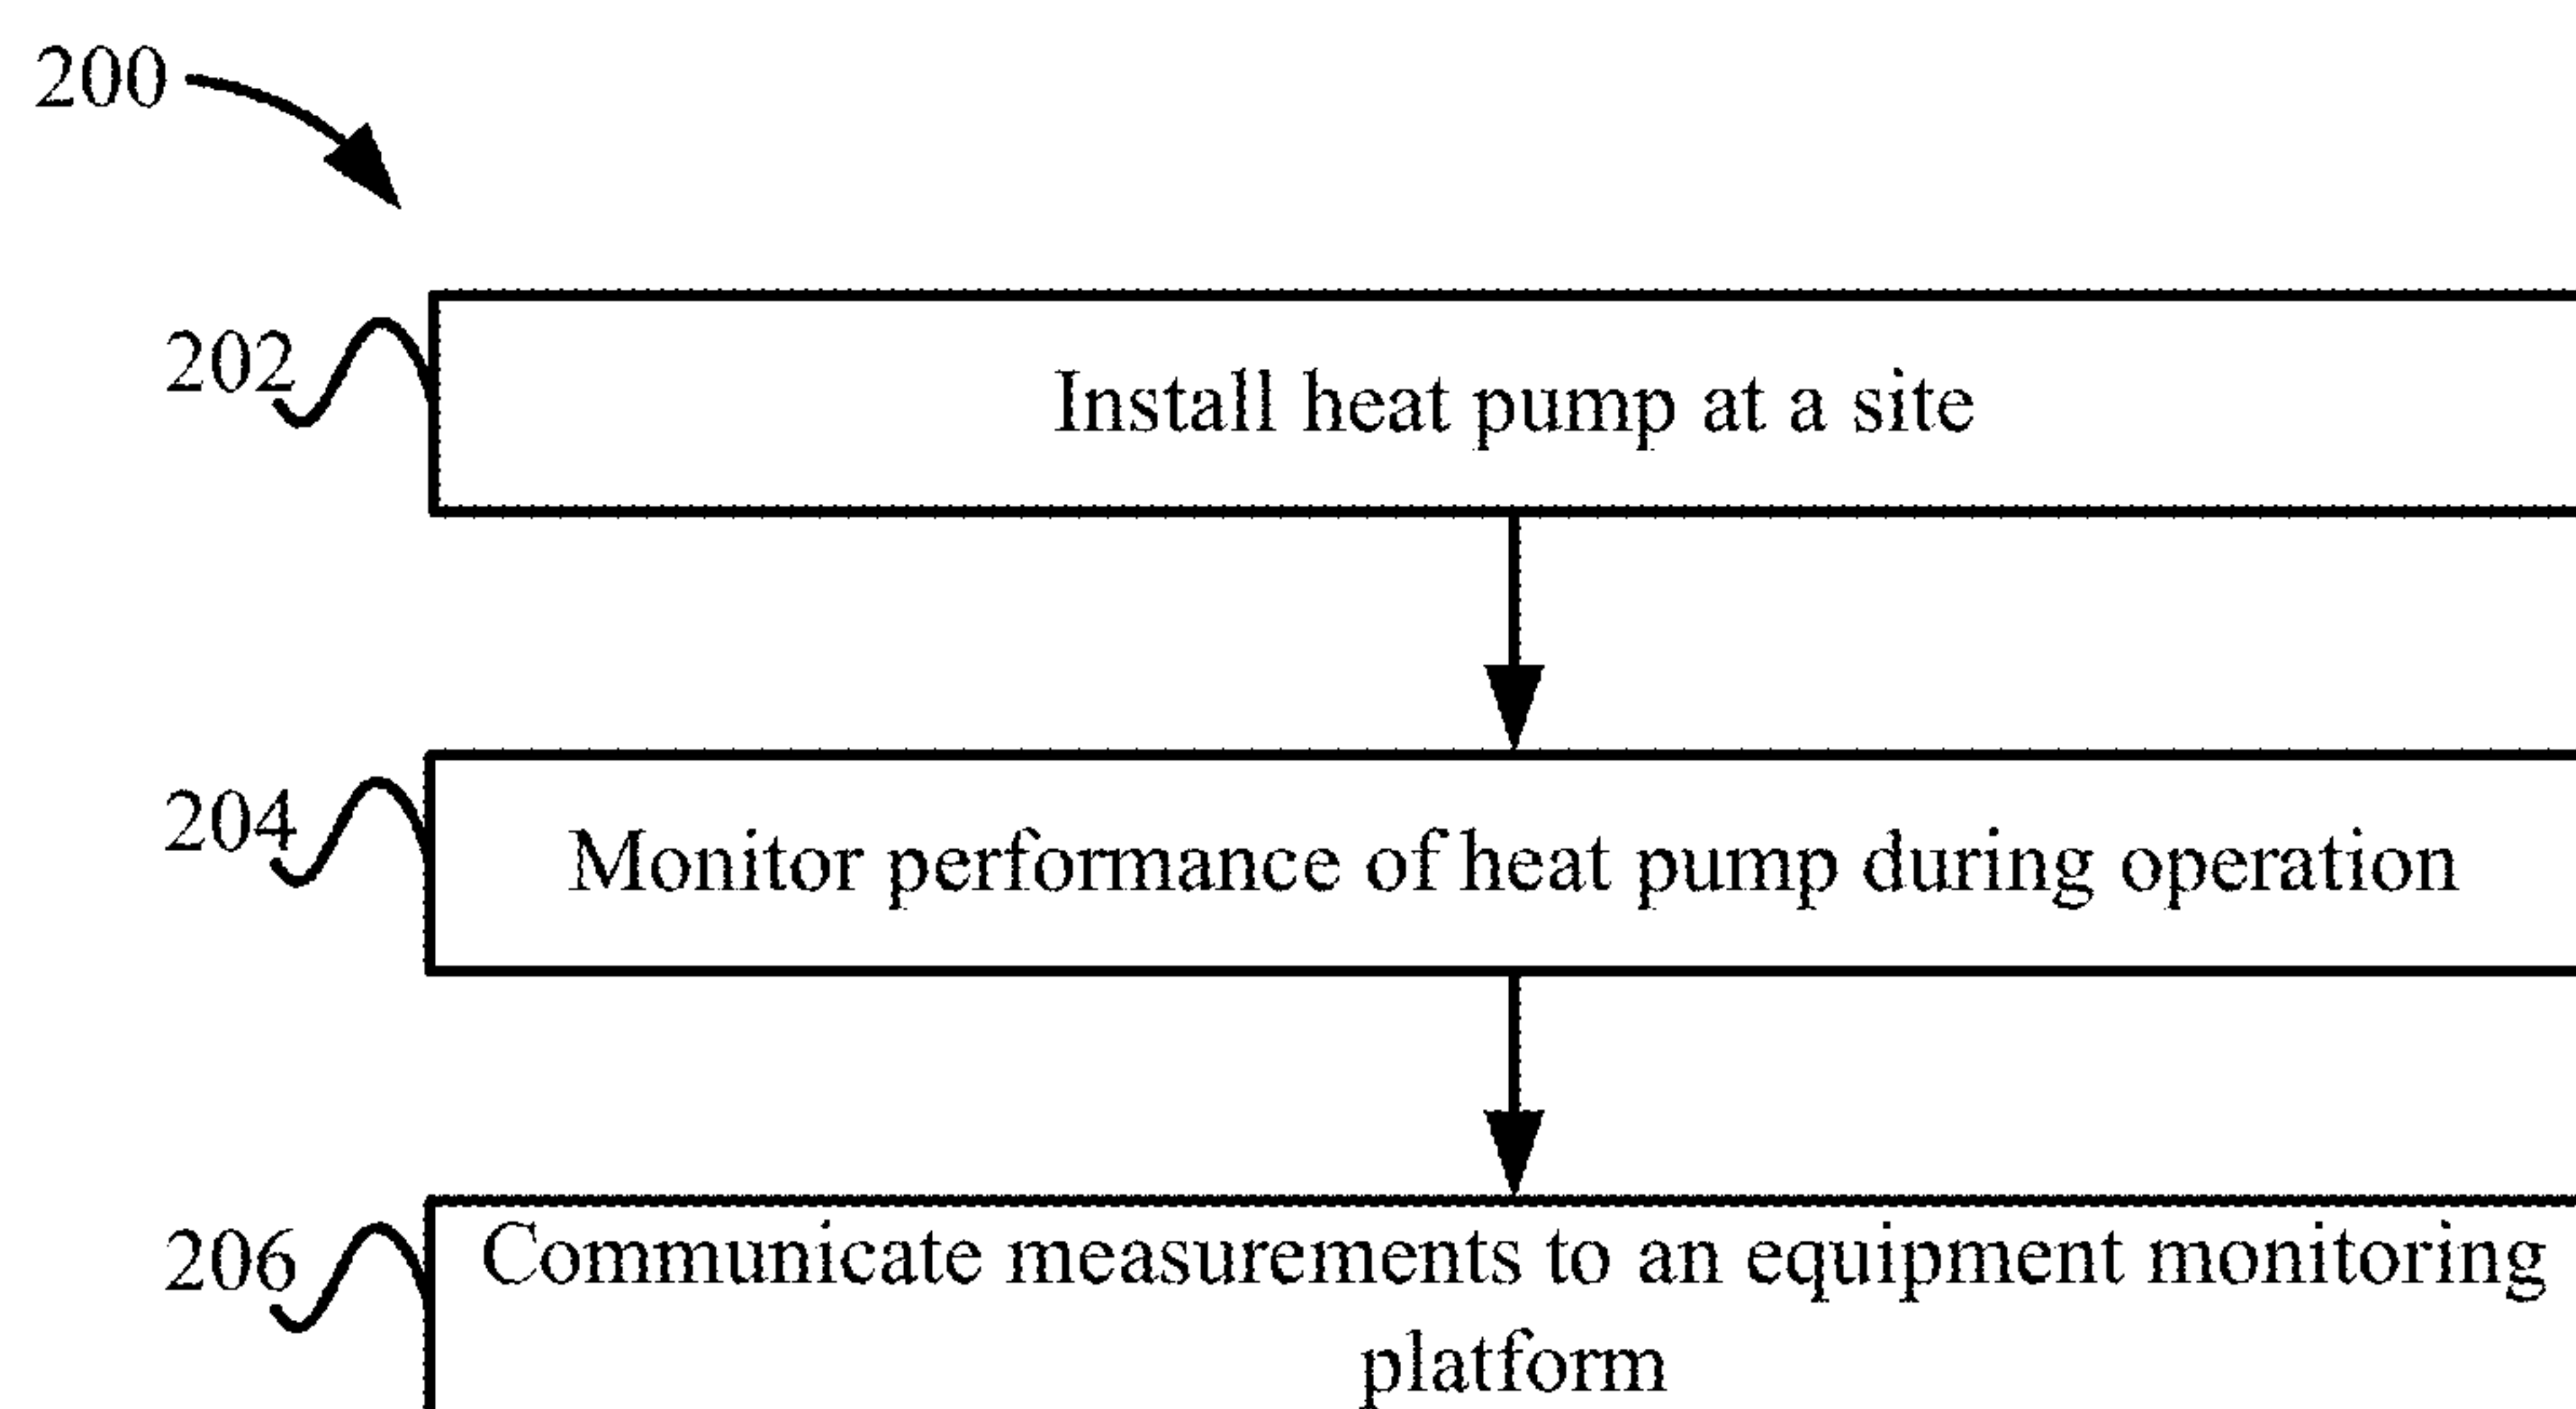 200
202
Install heat pump at a site
204
Monitor performance of heat pump during operation
206
Communicate measurements to an equipment monitoring
platform